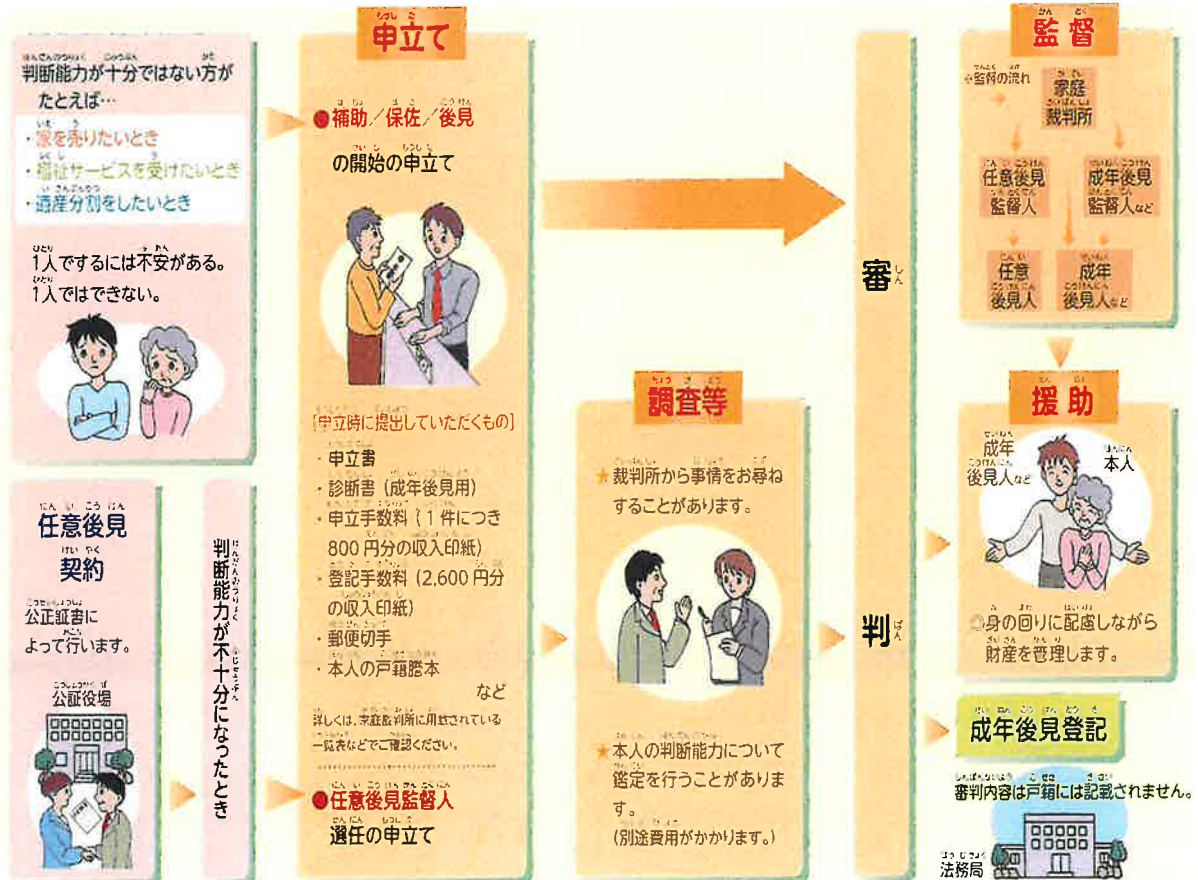 判断能力が十分ではない方が
たとえば…
・家を売りたいとき
・福祉サービスを受けたいとき
・遺産分割をしたいとき
1人でするには不安がある。
1人ではできない。
任意後見
契約
公正証書に
よって行います。
公証役場
判断能力が不十分になったとき
申立て
●補助／保佐／後見
の開始の申立て
[申立時に提出していただくもの]
・申立書
・診断書（成年後見用）
・申立手数料（1件につき
800円分の収入印紙）
・登記手数料（2,600円分
の収入印紙）
・郵便切手
・本人の戸籍謄本
など
詳しくは、家庭裁判所に用意されている
一覧表などでご確認ください。
●任意後見監督人
選任の申立て
調査等
★裁判所から事情をお尋ね
することがあります。
★本人の判断能力について
鑑定を行うことがありま
す。
（別途費用がかかります。）
審判
監督
監督の流れ
家庭
裁判所
任意後見
監督人
成年後見
監督人など
任意
後見人
成年
後見人など
援助
成年
後見人など
本人
◎身の回りに配慮しながら
財産を管理します。
成年後見登記
審判内容は戸籍には記載されません。
法務局